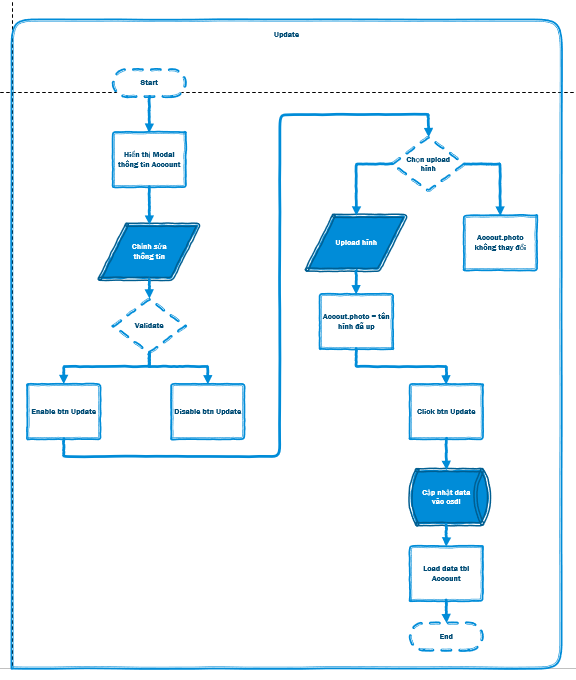 Update
Start
Hiển thị Modal
thông tin Account
Chỉnh sửa
thông tin
Validate
Enable btn Update
Disable btn Update
Chọn upload
hình
Upload hình
Acoout.photo
không thay đổi
Acoout.photo = tên
hình đã up
Click btn Update
Cập nhật data
vào csdl
Load data tbl
Account
End